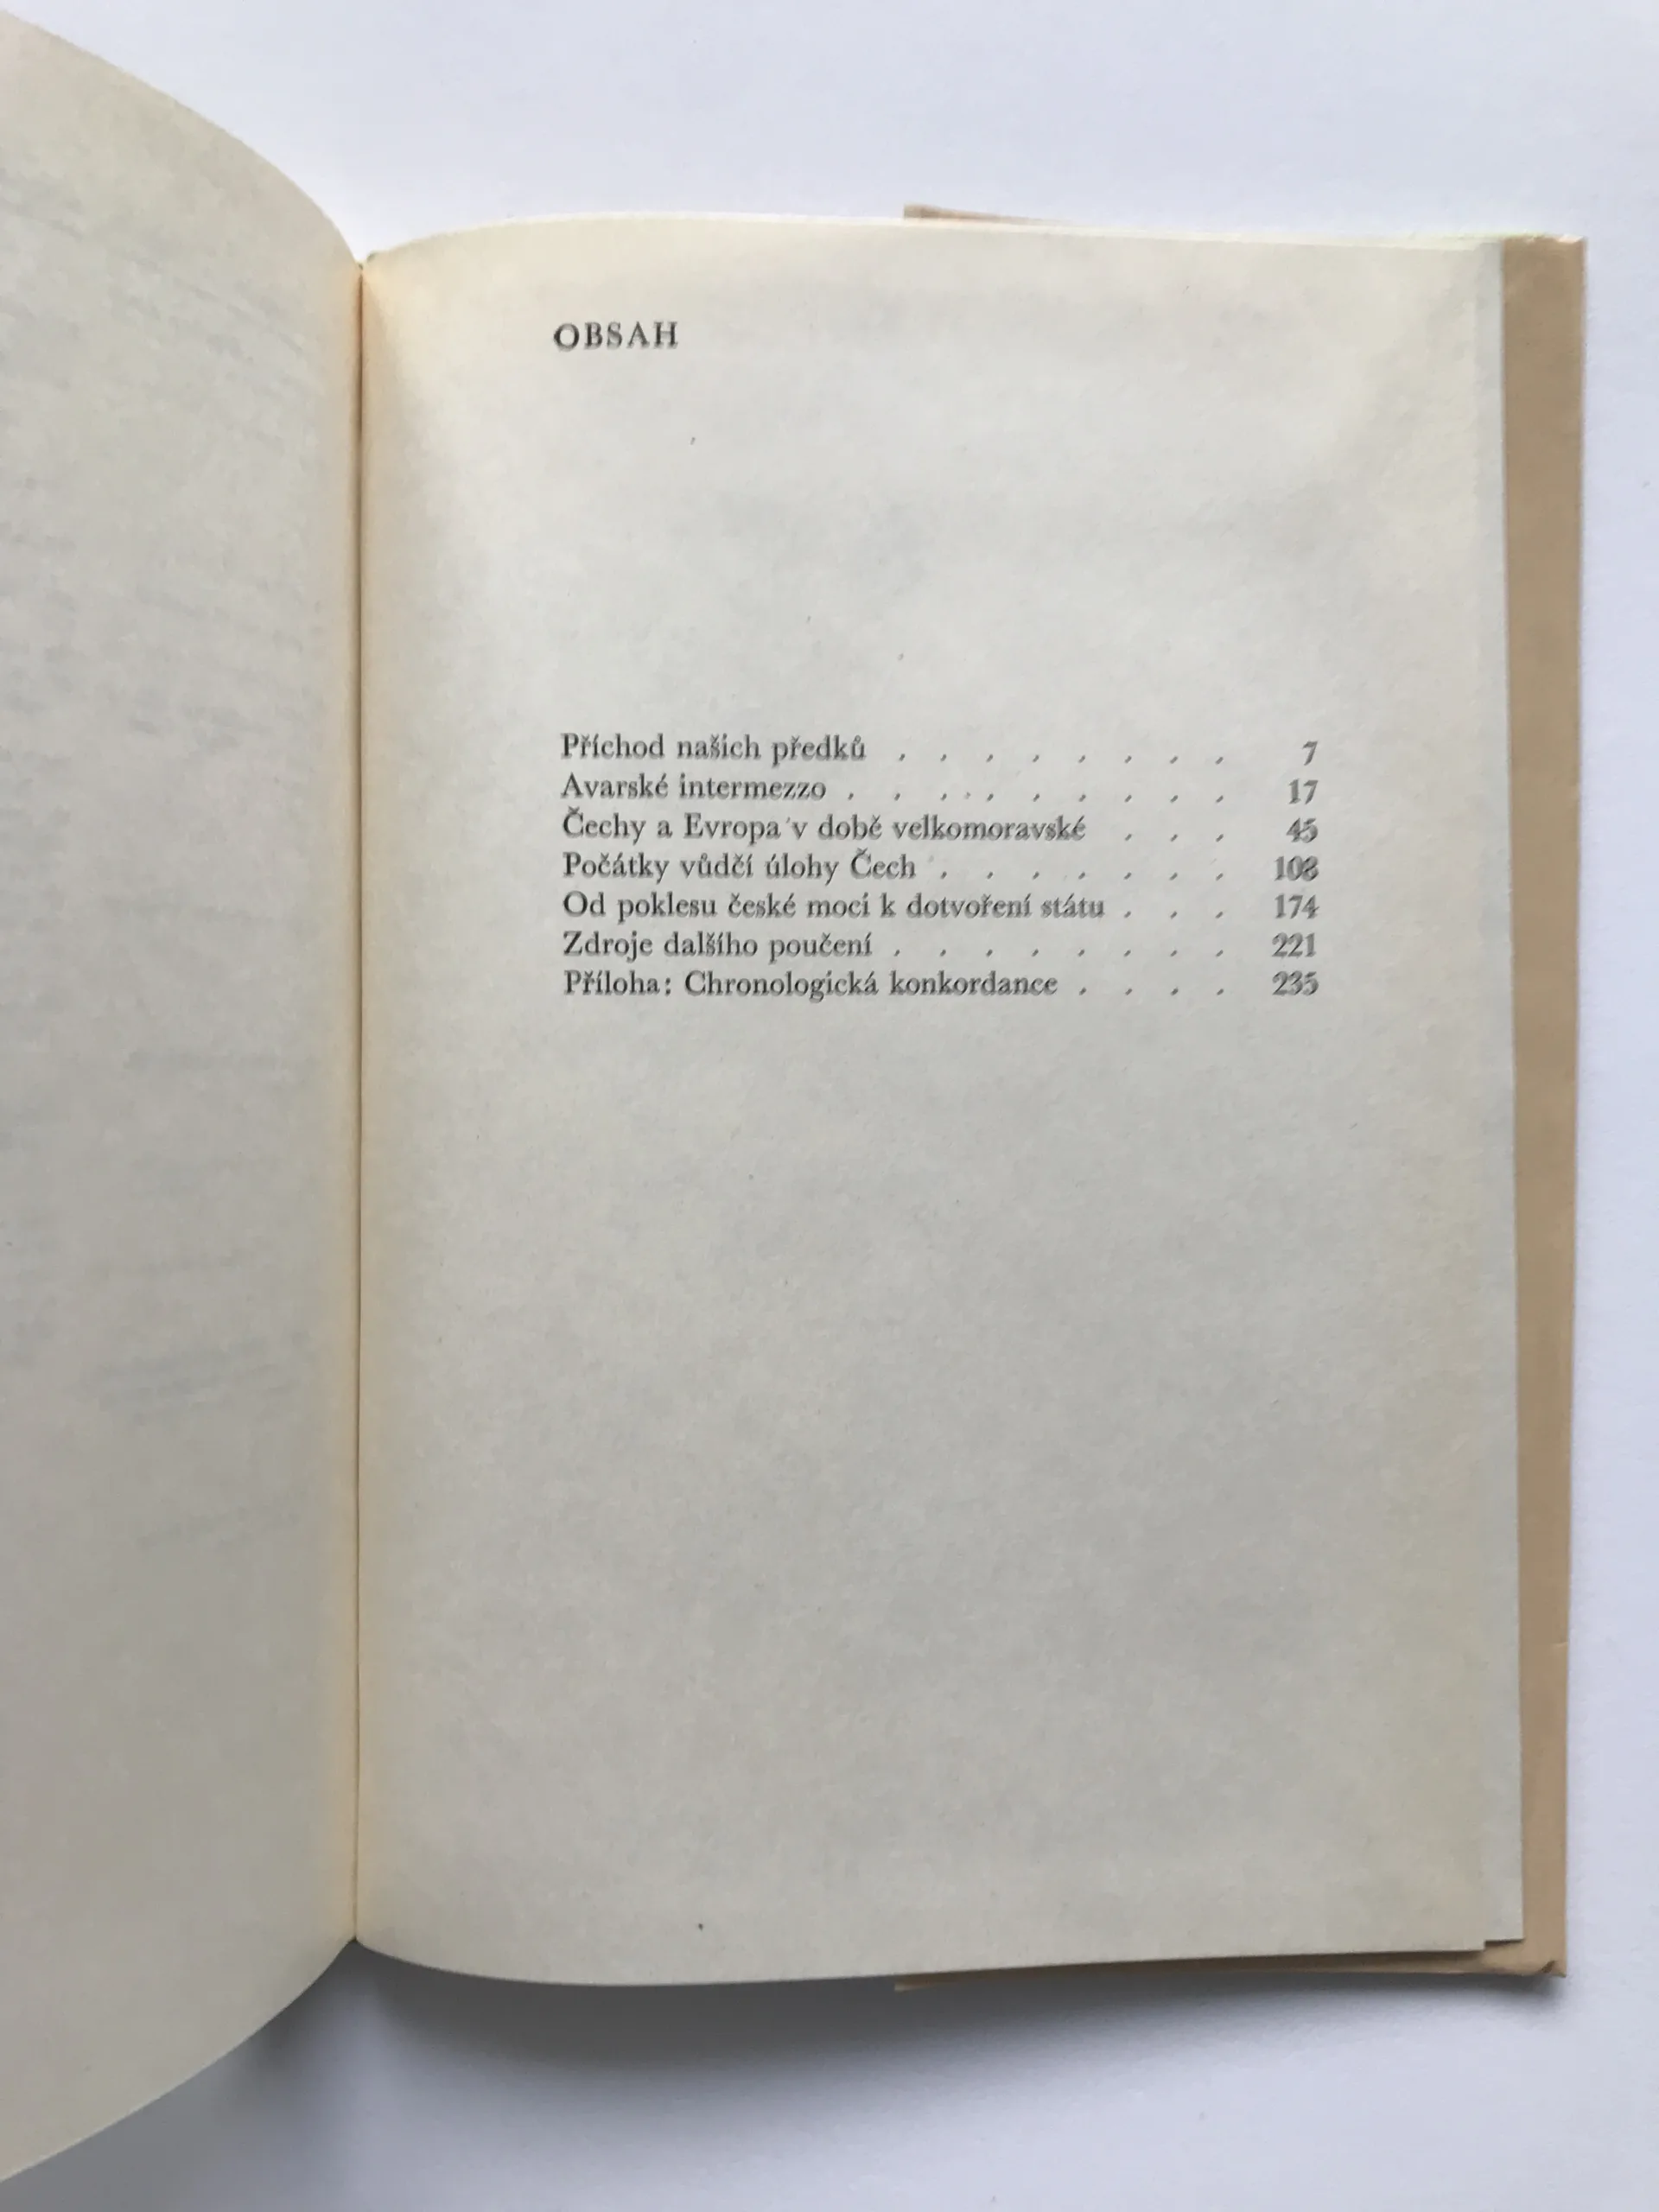 OBSAH
Příchod našich předků . . . . . . . . 7
Avarské intermezzo . . . . . . . . . 17
Čechy a Evropa v době velkomoravské . . . 45
Počátky vůdčí úlohy Čech . . . . . . . 108
Od poklesu české moci k dotvoření státu . . . 174
Zdroje dalšího poučení . . . . . . . . 221
Příloha: Chronologická konkordance . . . . 235